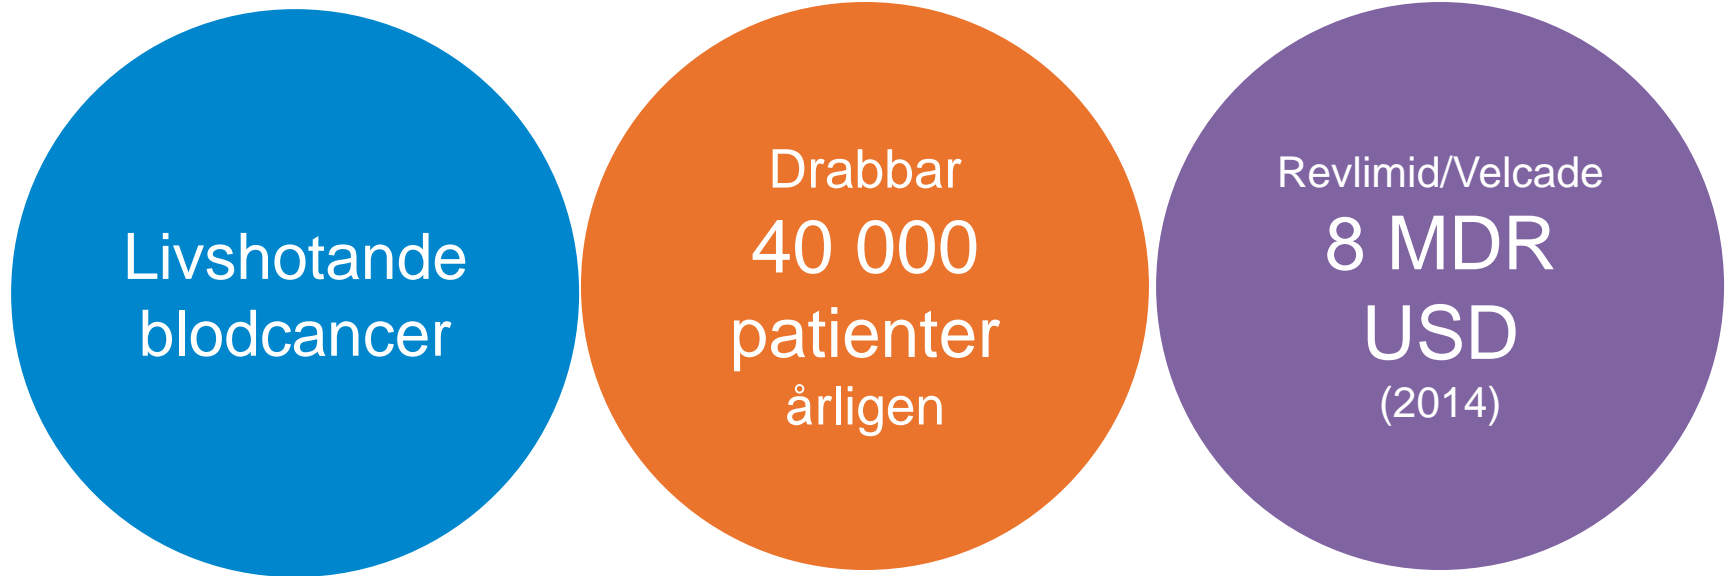 Livshotande
blodcancer
Drabbar
40 000
patienter
årligen
Revlimid/Velcade
8 MDR
USD
(2014)